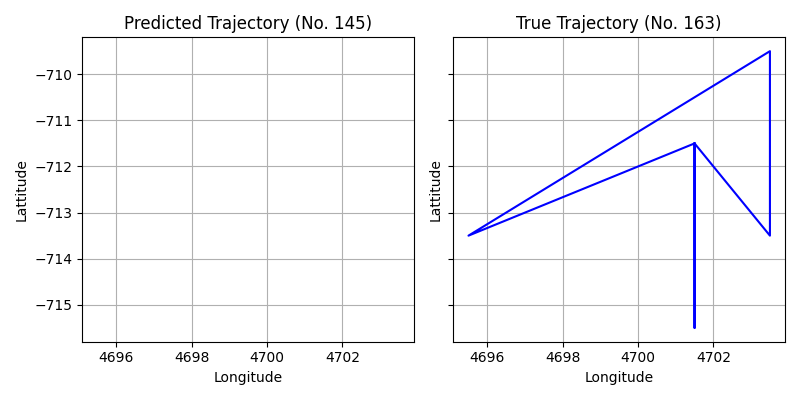 Predicted Trajectory (No. 145)
−710
−711
−712
−713
−714
−715
Lattitude
4696 4698 4700 4702
Longitude
True Trajectory (No. 163)
Lattitude
4696 4698 4700 4702
Longitude